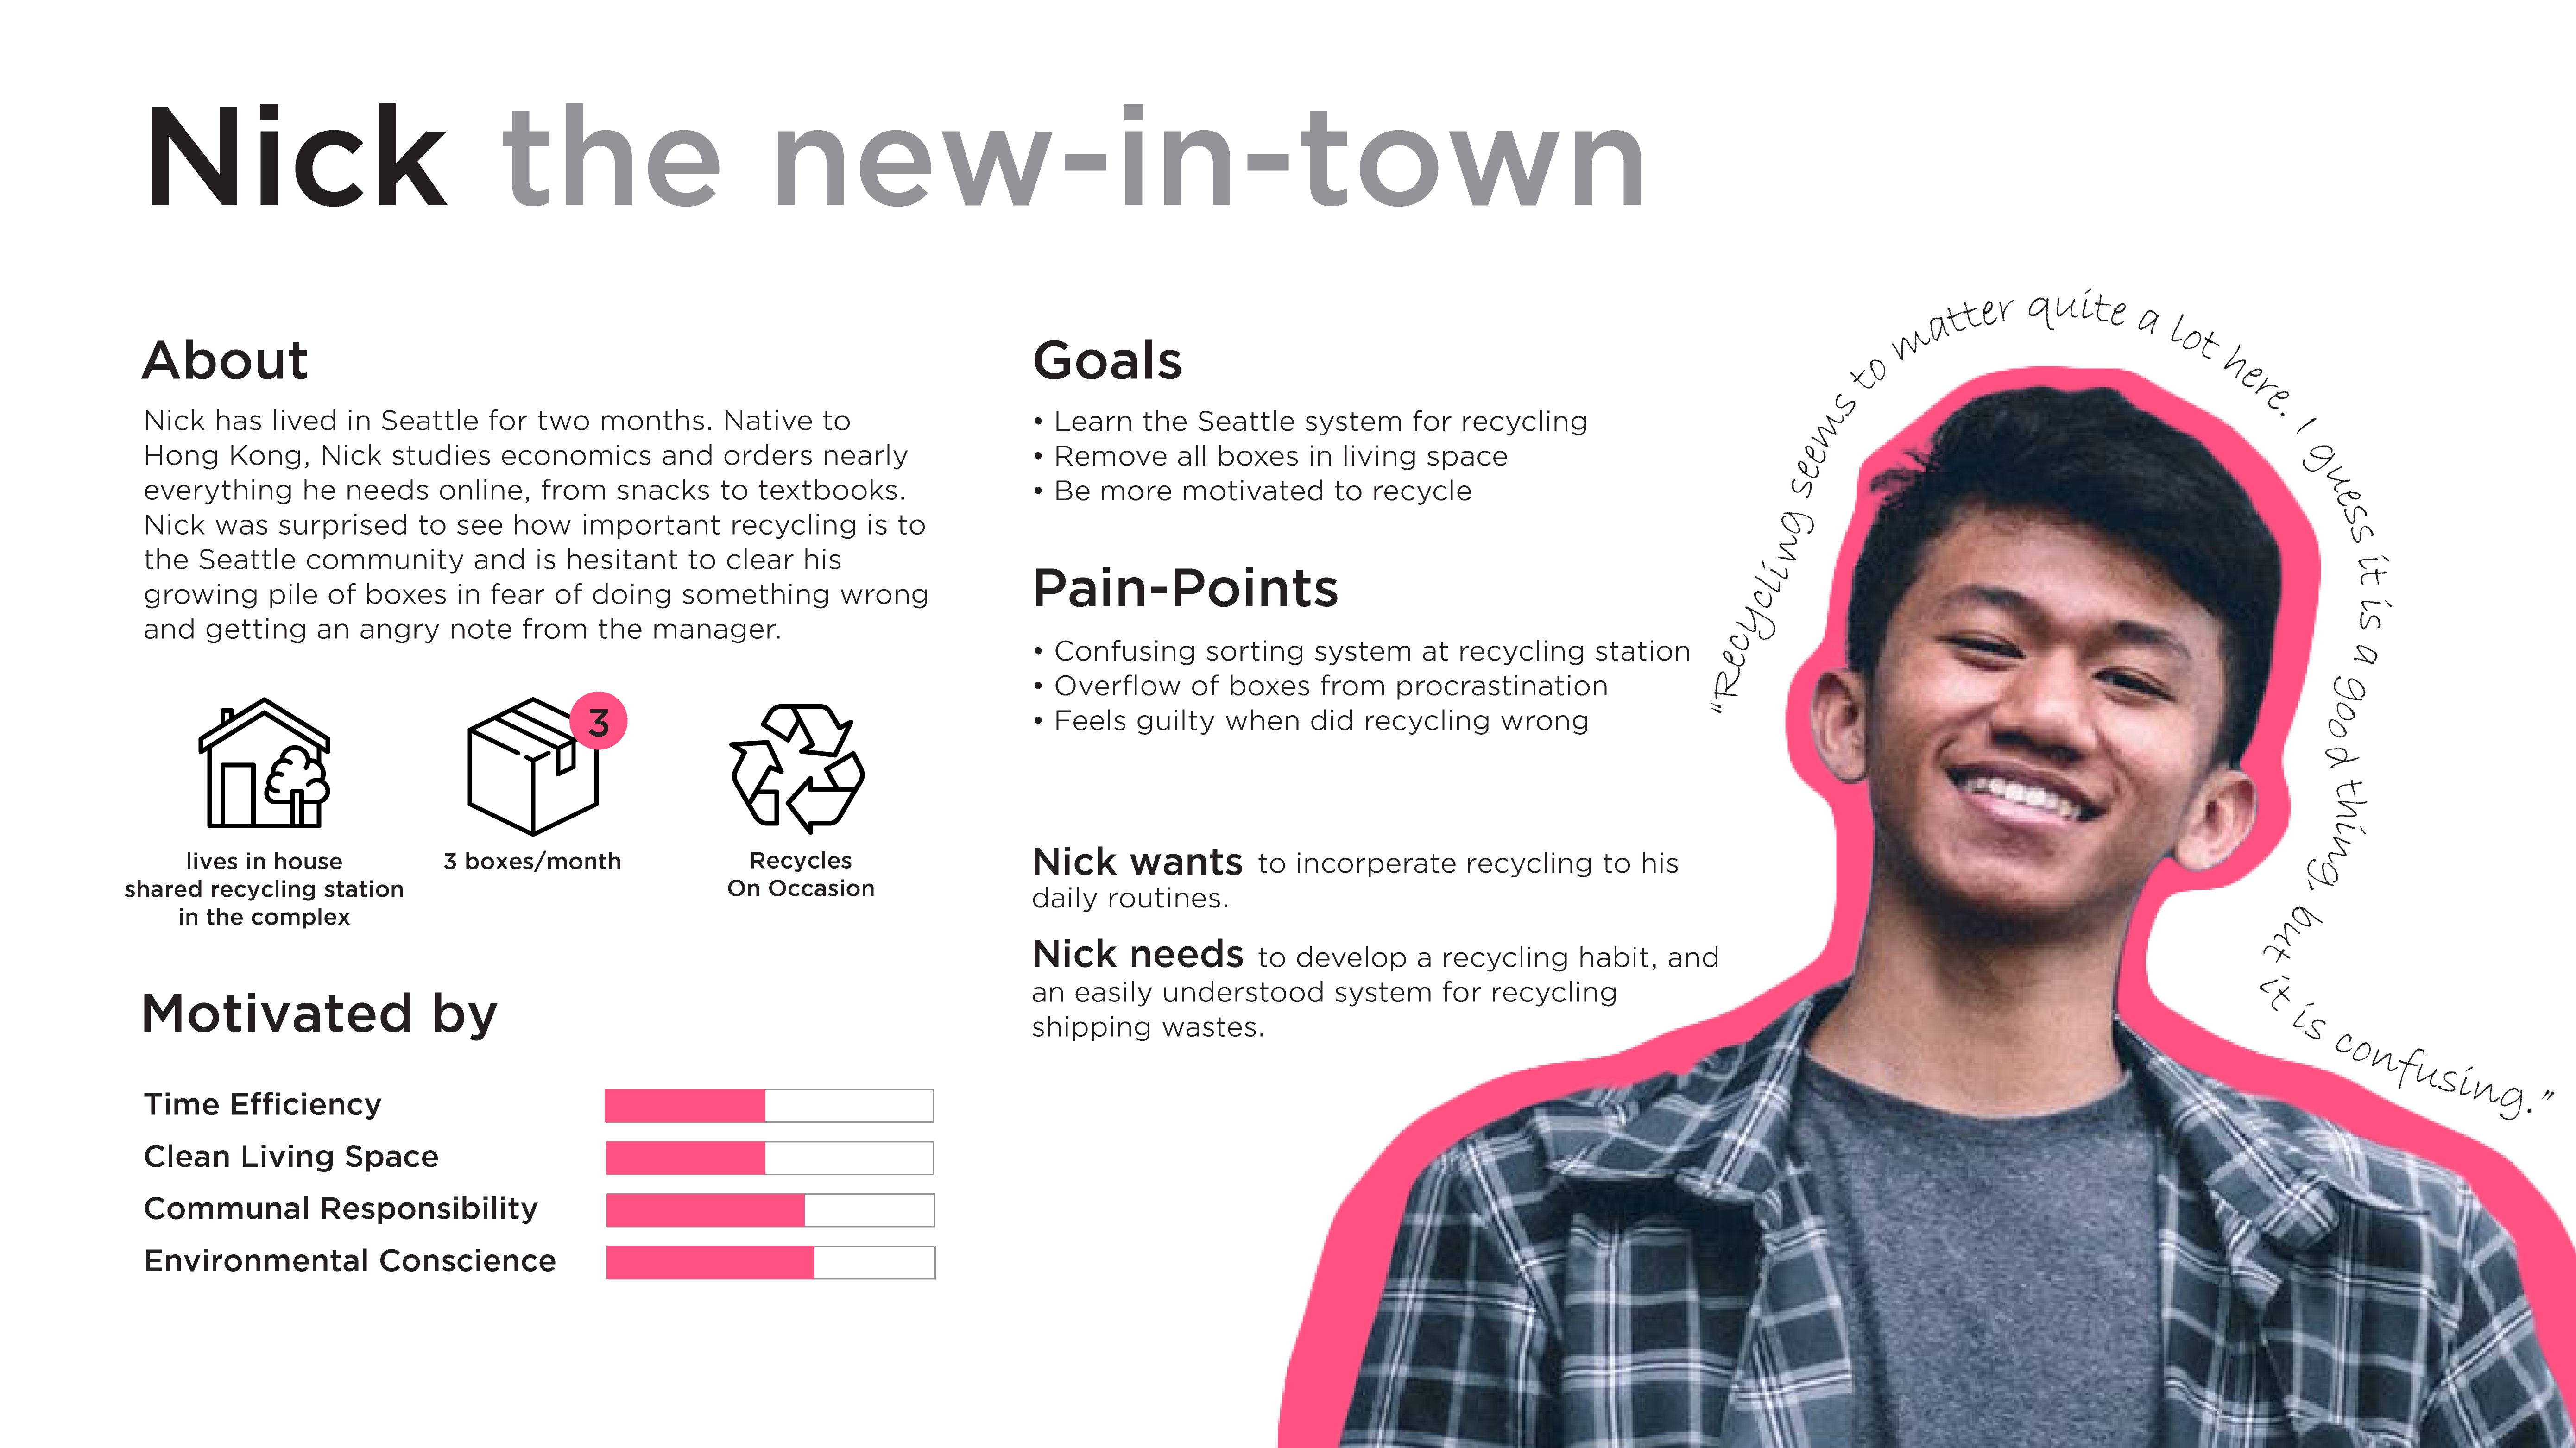 Nick the new-in-town
About
Nick has lived in Seattle for two months. Native to
Hong Kong, Nick studies economics and orders nearly
everything he needs online, from snacks to textbooks.
Nick was surprised to see how important recycling is to
the Seattle community and is hesitant to clear his
growing pile of boxes in fear of doing something wrong
and getting an angry note from the manager.
3
lives in house
shared recycling station
in the complex
3 boxes/month
Recycles
On Occasion
Motivated by
Time Efficiency
Clean Living Space
Communal Responsibility
Environmental Conscience
Goals
• Learn the Seattle system for recycling
• Remove all boxes in living space
• Be more motivated to recycle
Pain-Points
• Confusing sorting system at recycling station
• Overflow of boxes from procrastination
• Feels guilty when did recycling wrong
Nick wants to incorperate recycling to his
daily routines.
Nick needs to develop a recycling habit, and
an easily understood system for recycling
shipping wastes.
"Recycling seems to matter quite a lot here. I guess it is a good thing, but it is confusing."